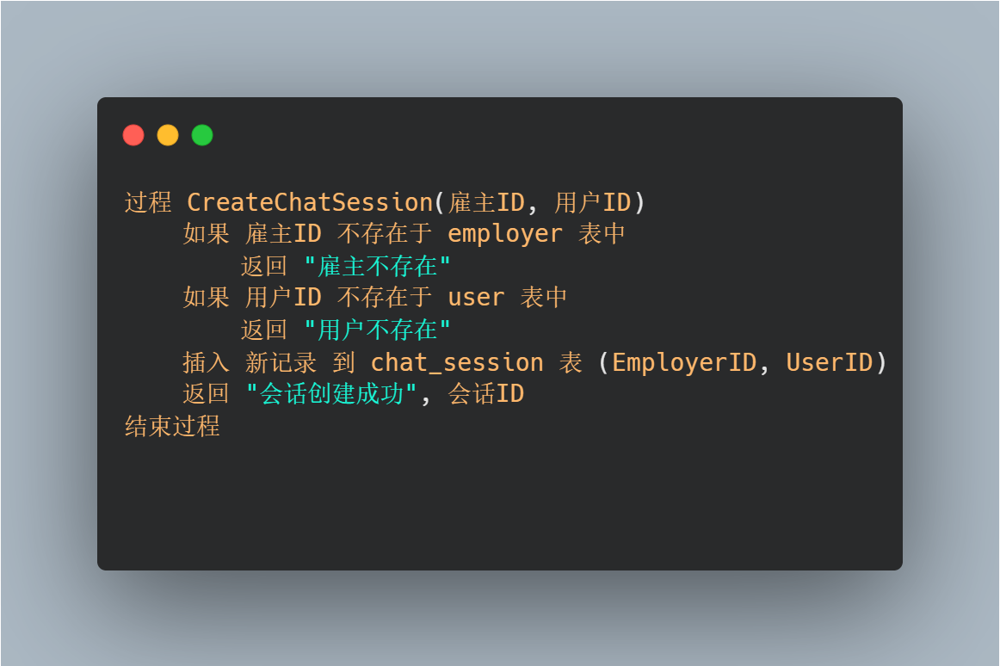 过程 CreateChatSession(雇主ID, 用户ID)
    如果 雇主ID 不存在于 employer 表中
        返回 "雇主不存在"
    如果 用户ID 不存在于 user 表中
        返回 "用户不存在"
    插入 新记录 到 chat_session 表 (EmployerID, UserID)
    返回 "会话创建成功", 会话ID
结束过程